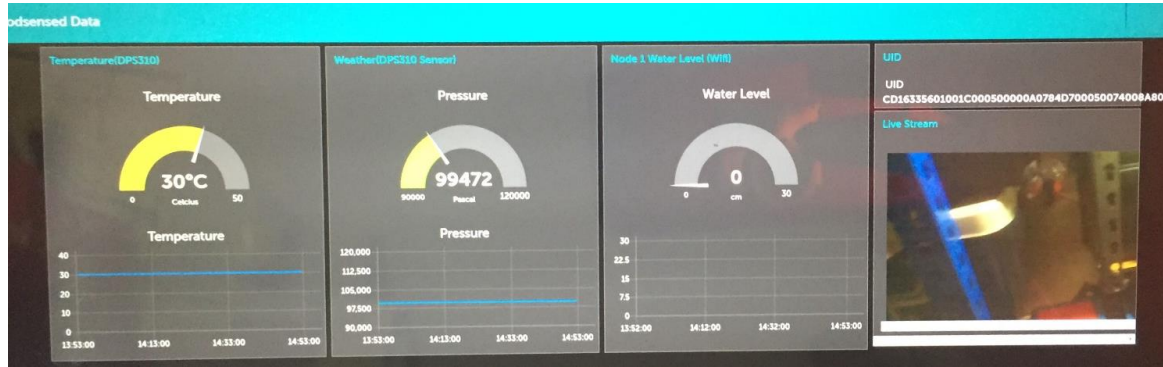 odsensed Data
Temperature(DPS310)
Temperature
30°C
0 Celcius 50
Temperature
40
30
20
10
0
13:53:00 14:13:00 14:33:00 14:53:00
Weather(DPS310 Sensor)
Pressure
99472
90000 Pascal 120000
Pressure
120,000
112,500
105,000
97,500
90,000
13:53:00 14:13:00 14:33:00 14:53:00
Node 1 Water Level (Wifi)
Water Level
0
0 cm 30
30
22.5
15
7.5
0
13:52:00 14:12:00 14:32:00 14:53:00
UID
UID
CD16335601001C000500000A0784D700050074008A80
Live Stream